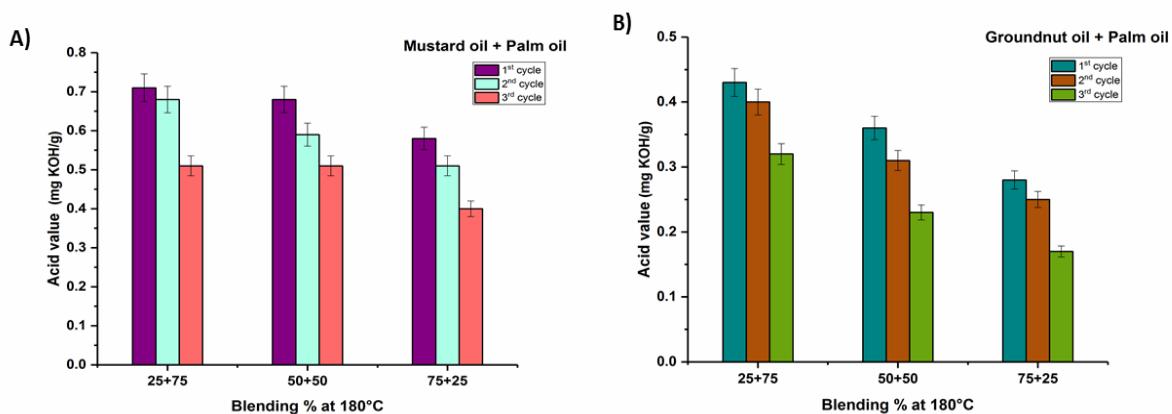 A)
Mustard oil + Palm oil
1st cycle
2nd cycle
3rd cycle
Acid value (mg KOH/g)
0.8
0.7
0.6
0.5
0.4
0.3
0.2
0.1
0.0
25+75 50+50 75+25
Blending % at 180°C
B)
Groundnut oil + Palm oil
1st cycle
2nd cycle
3rd cycle
Acid value (mg KOH/g)
0.5
0.4
0.3
0.2
0.1
0.0
25+75 50+50 75+25
Blending % at 180°C